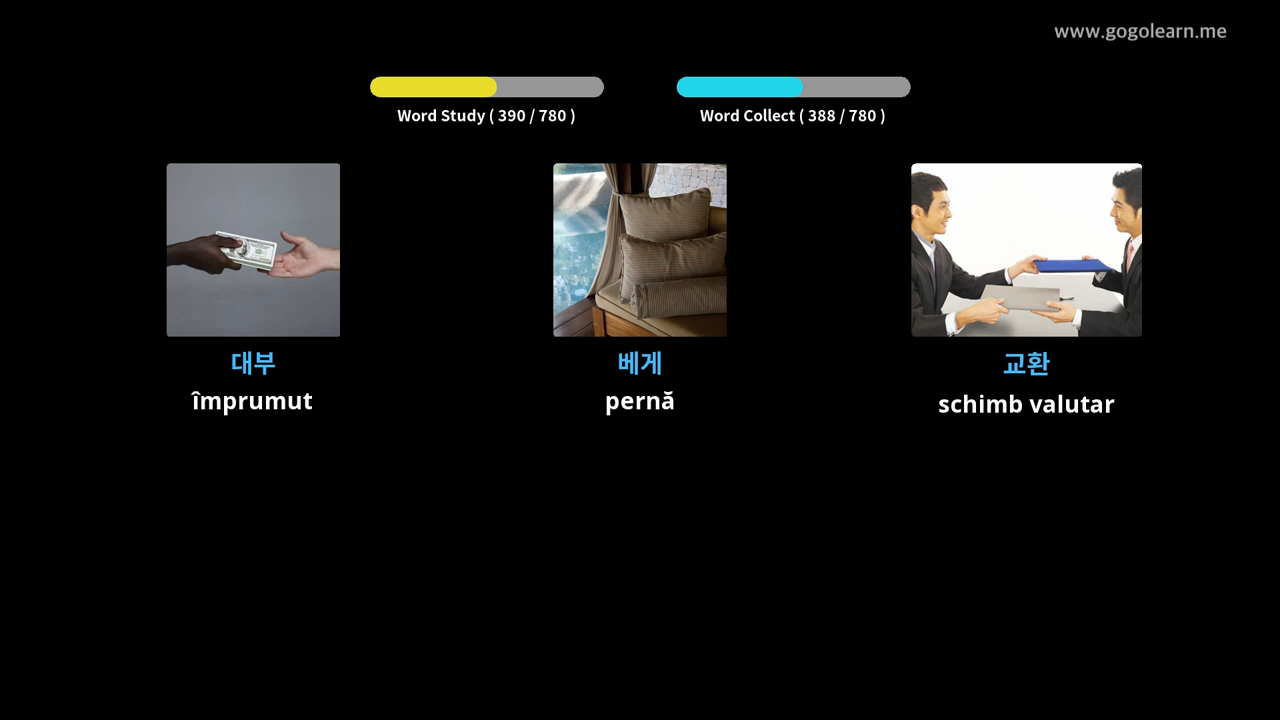 www.gogolearn.me
Word Study ( 390 / 780 )
Word Collect ( 388 / 780 )
대부
împrumut
베게
pernă
교환
schimb valutar